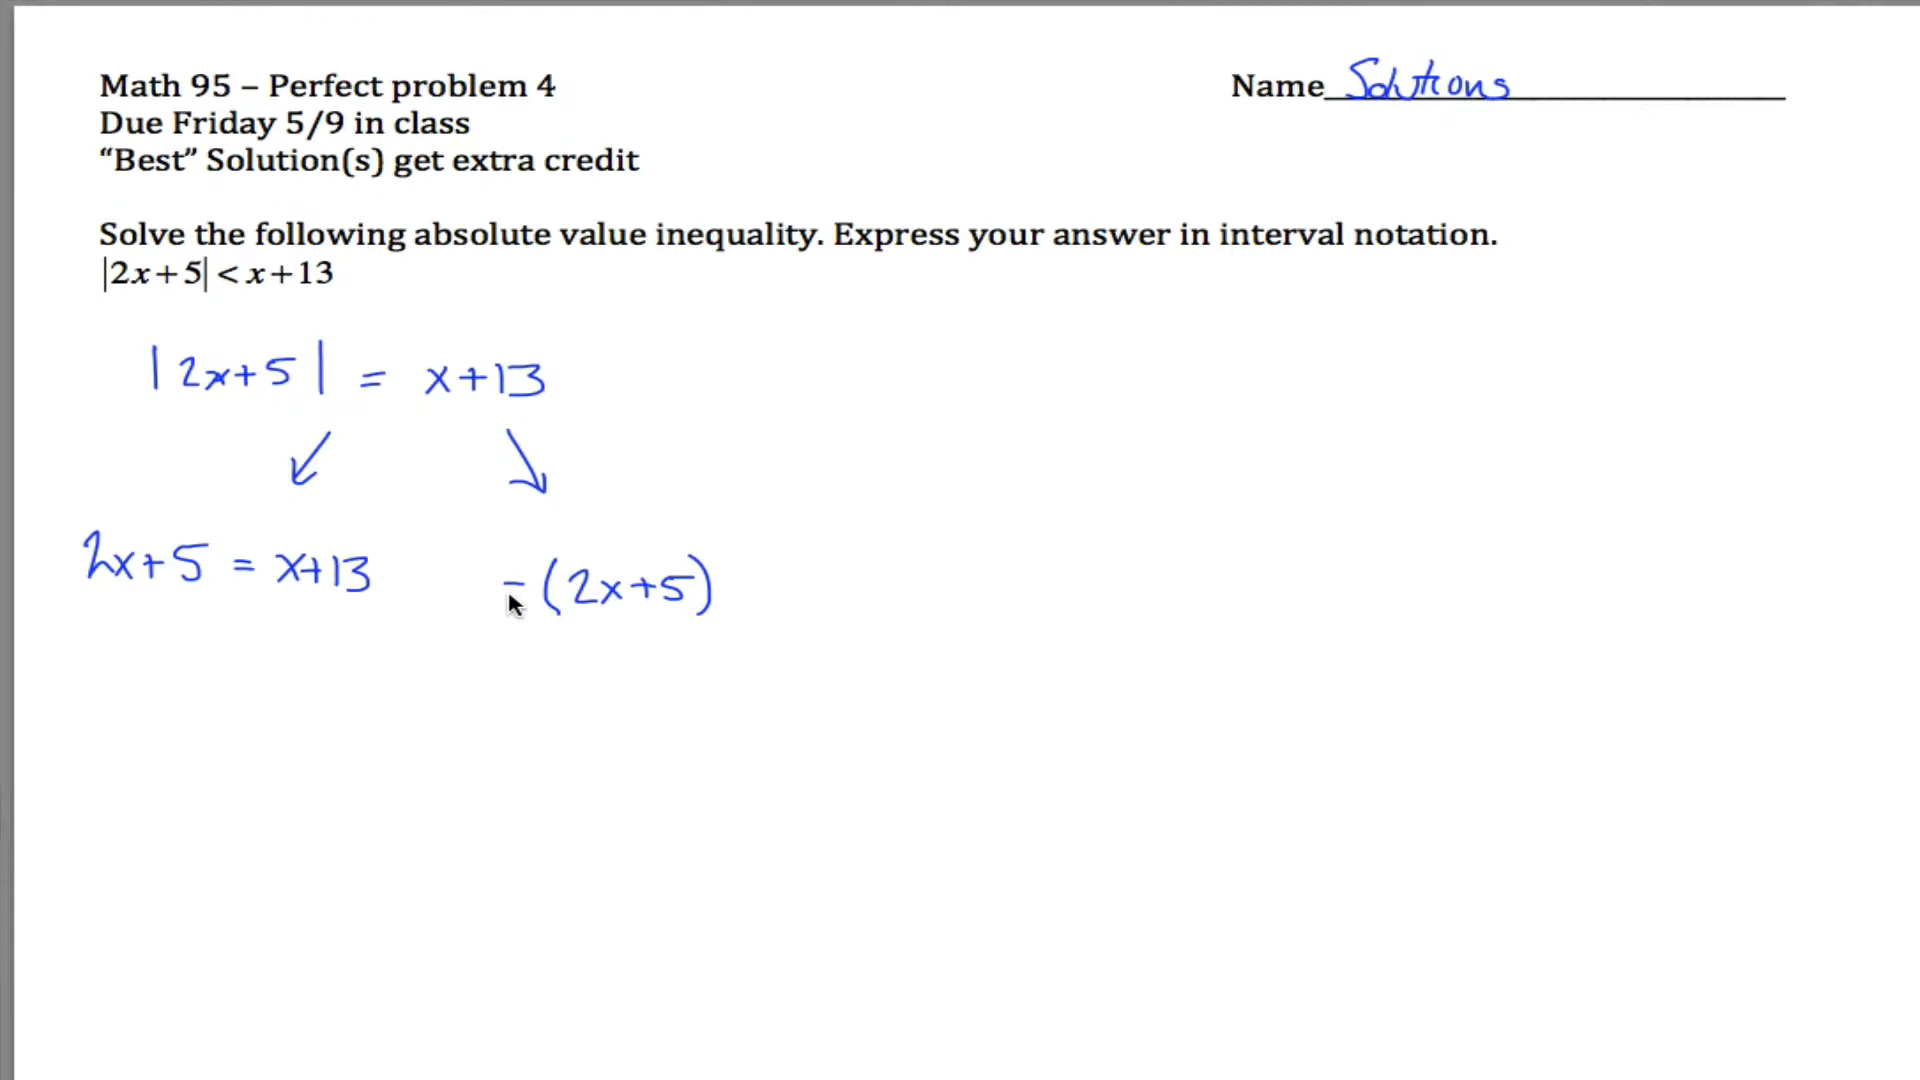 Math 95 – Perfect problem 4
Name Solutions
Due Friday 5/9 in class
“Best” Solution(s) get extra credit
Solve the following absolute value inequality. Express your answer in interval notation.
|2x+5|<x+13
|2x+5| = x+13
2x+5 = x+13
-(2x+5)